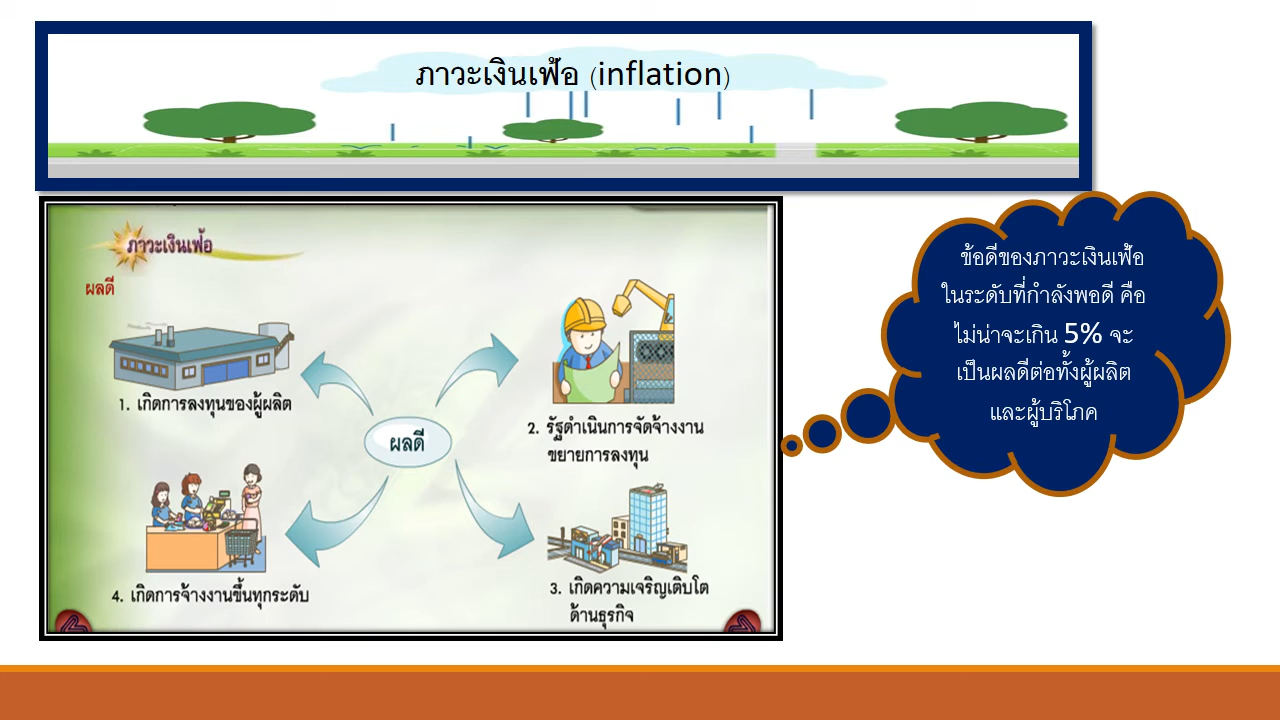 ภาวะเงินเฟ้อ (inflation)
ภาวะเงินเฟ้อ
ผลดี
1. เกิดการลงทุนของผู้ผลิต
2. รัฐดำเนินการจัดจ้างงาน
ขยายการลงทุน
ผลดี
3. เกิดความเจริญเติบโต
ด้านธุรกิจ
4. เกิดการจ้างงานขึ้นทุกระดับ
ข้อดีของภาวะเงินเฟ้อ
ในระดับที่กำลังพอดี คือ
ไม่น่าจะเกิน 5% จะ
เป็นผลดีต่อทั้งผู้ผลิต
และผู้บริโภค